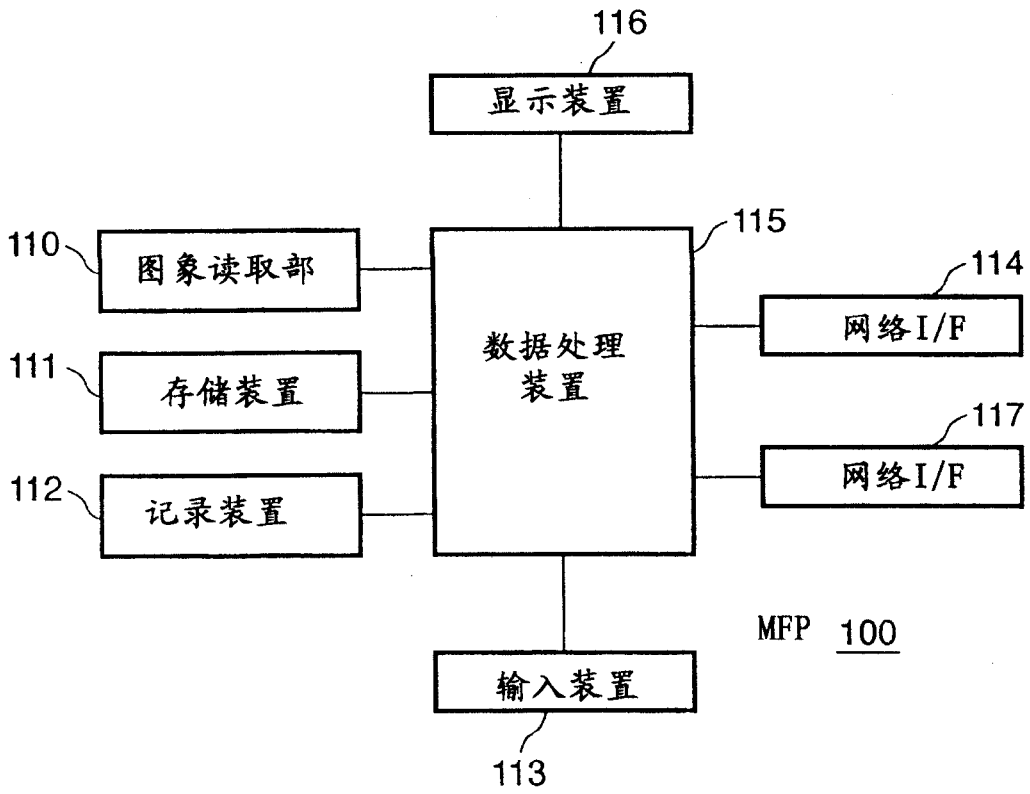 116
显示装置
115
110
图象读取部
114
网络I/F
数据处理
装置
111
存储装置
117
网络I/F
112
记录装置
MFP 100
输入装置
113